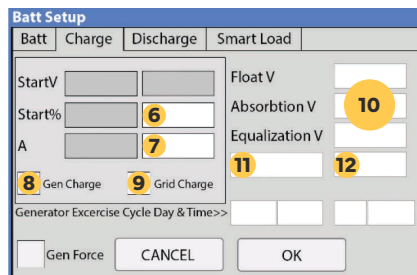 Batt Setup
Batt Charge Discharge Smart Load
StartV
Float V
Start% 6
Absorbtion V 10
A 7
Equalization V
11 12
8 Gen Charge 9 Grid Charge
Generator Excercise Cycle Day & Time>>
Gen Force CANCEL OK